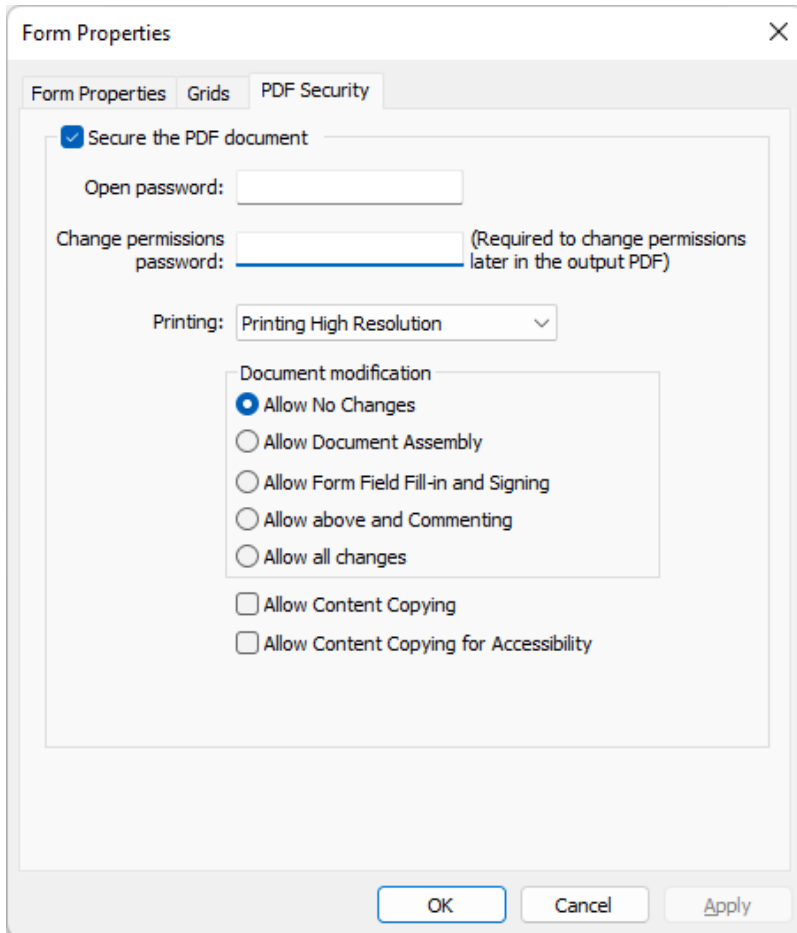 Form Properties
Form Properties Grids PDF Security
Secure the PDF document
Open password:
Change permissions
password:
(Required to change permissions
later in the output PDF)
Printing: Printing High Resolution
Document modification
Allow No Changes
Allow Document Assembly
Allow Form Field Fill-in and Signing
Allow above and Commenting
Allow all changes
Allow Content Copying
Allow Content Copying for Accessibility
OK Cancel Apply